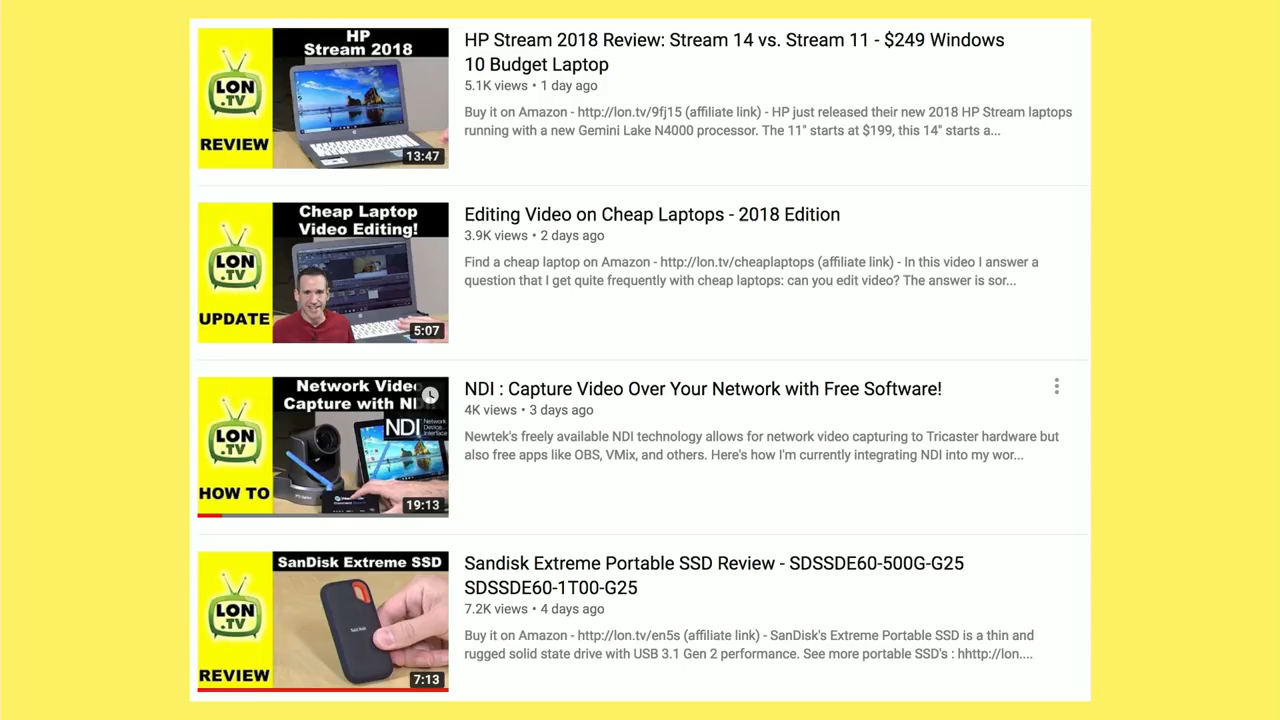 HP
Stream 2018
LON
.TV
REVIEW
13:47
HP Stream 2018 Review: Stream 14 vs. Stream 11 - $249 Windows
10 Budget Laptop
5.1K views • 1 day ago
Buy it on Amazon - http://lon.tv/9fj15 (affiliate link) - HP just released their new 2018 HP Stream laptops
running with a new Gemini Lake N4000 processor. The 11" starts at $199, this 14" starts a...
Cheap Laptop
Video Editing!
LON
.TV
UPDATE
5:07
Editing Video on Cheap Laptops - 2018 Edition
3.9K views • 2 days ago
Find a cheap laptop on Amazon - http://lon.tv/cheaplaptops (affiliate link) - In this video I answer a
question that I get quite frequently with cheap laptops: can you edit video? The answer is sor...
Network Video
Capture with NDI
NDI Network
Device
Interface
LON
.TV
HOW TO
19:13
NDI : Capture Video Over Your Network with Free Software!
4K views • 3 days ago
Newtek's freely available NDI technology allows for network video capturing to Tricaster hardware but
also free apps like OBS, VMix, and others. Here's how I'm currently integrating NDI into my wor...
SanDisk Extreme SSD
LON
.TV
SanDisk
REVIEW
7:13
Sandisk Extreme Portable SSD Review - SDSSDE60-500G-G25
SDSSDE60-1T00-G25
7.2K views • 4 days ago
Buy it on Amazon - http://lon.tv/en5s (affiliate link) - SanDisk's Extreme Portable SSD is a thin and
rugged solid state drive with USB 3.1 Gen 2 performance. See more portable SSD's : hhttp://lon....